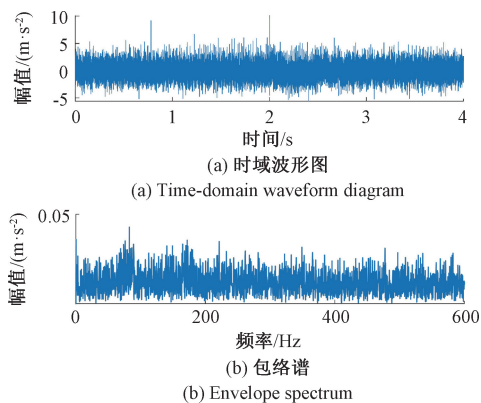 幅值/(m·s⁻²)
10
5
0
-5
0 1 2 3 4
时间/s
(a) 时域波形图
(a) Time-domain waveform diagram
幅值/(m·s⁻²)
0.05
0
0 200 400 600
频率/Hz
(b) 包络谱
(b) Envelope spectrum